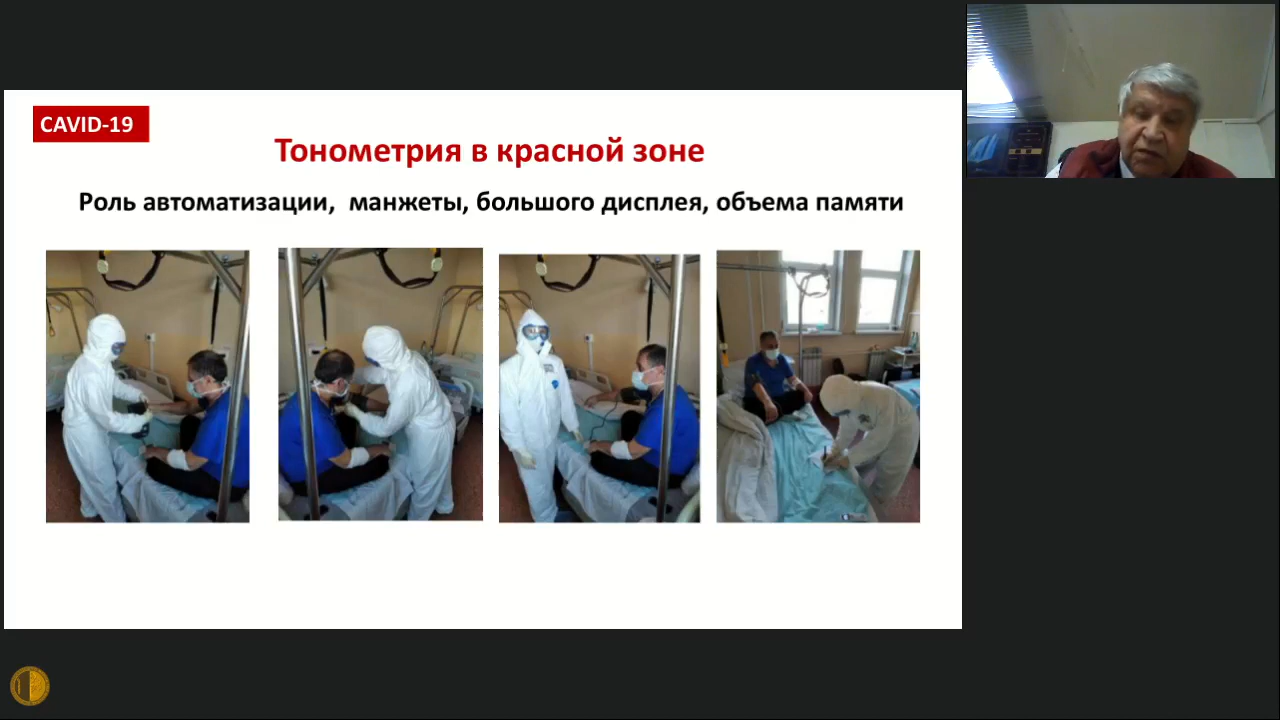 CAVID-19
Тонометрия в красной зоне
Роль автоматизации, манжеты, большого дисплея, объема памяти